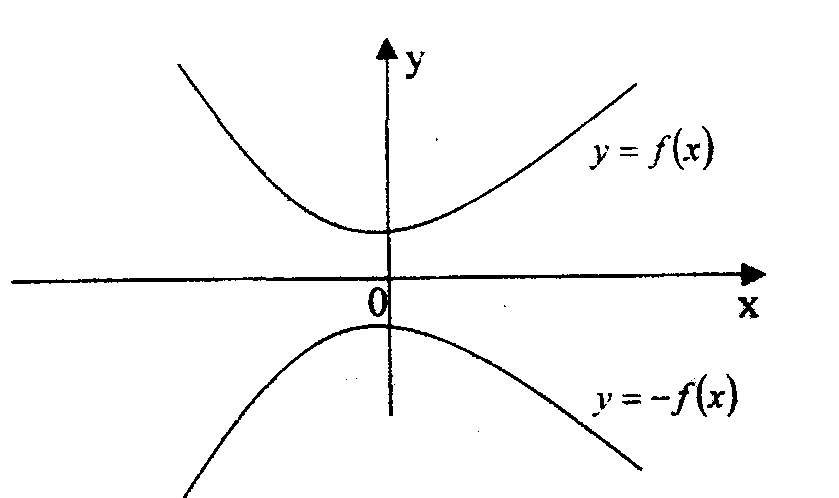 y
y = f(x)
0
x
y = -f(x)